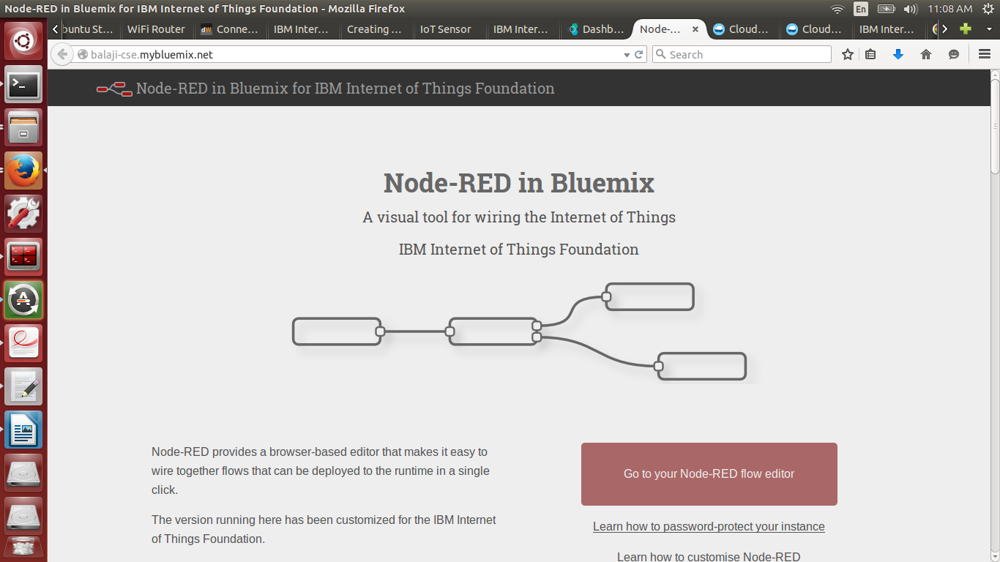 Node-RED in Bluemix for IBM Internet of Things Foundation - Mozilla Firefox
En
11:08 AM
buntu St...
WiFi Router
dw Conne...
IBM Inter...
Creating ...
IoT Sensor
IBM Inter...
Dashb...
Node-...
Cloud...
Cloud...
IBM Inter...
balaji-cse.mybluemix.net
Search
Node-RED in Bluemix for IBM Internet of Things Foundation
Node-RED in Bluemix
A visual tool for wiring the Internet of Things
IBM Internet of Things Foundation
Node-RED provides a browser-based editor that makes it easy to
wire together flows that can be deployed to the runtime in a single
click.
The version running here has been customized for the IBM Internet
of Things Foundation.
Go to your Node-RED flow editor
Learn how to password-protect your instance
Learn how to customise Node-RED